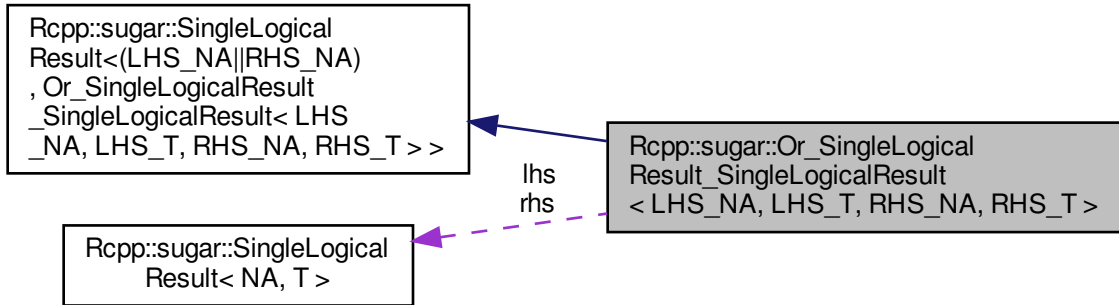 Rcpp::sugar::SingleLogical
Result<(LHS_NA||RHS_NA)
, Or_SingleLogicalResult
_SingleLogicalResult< LHS
_NA, LHS_T, RHS_NA, RHS_T > >
lhs
rhs
Rcpp::sugar::Or_SingleLogical
Result_SingleLogicalResult
< LHS_NA, LHS_T, RHS_NA, RHS_T >
Rcpp::sugar::SingleLogical
Result< NA, T >